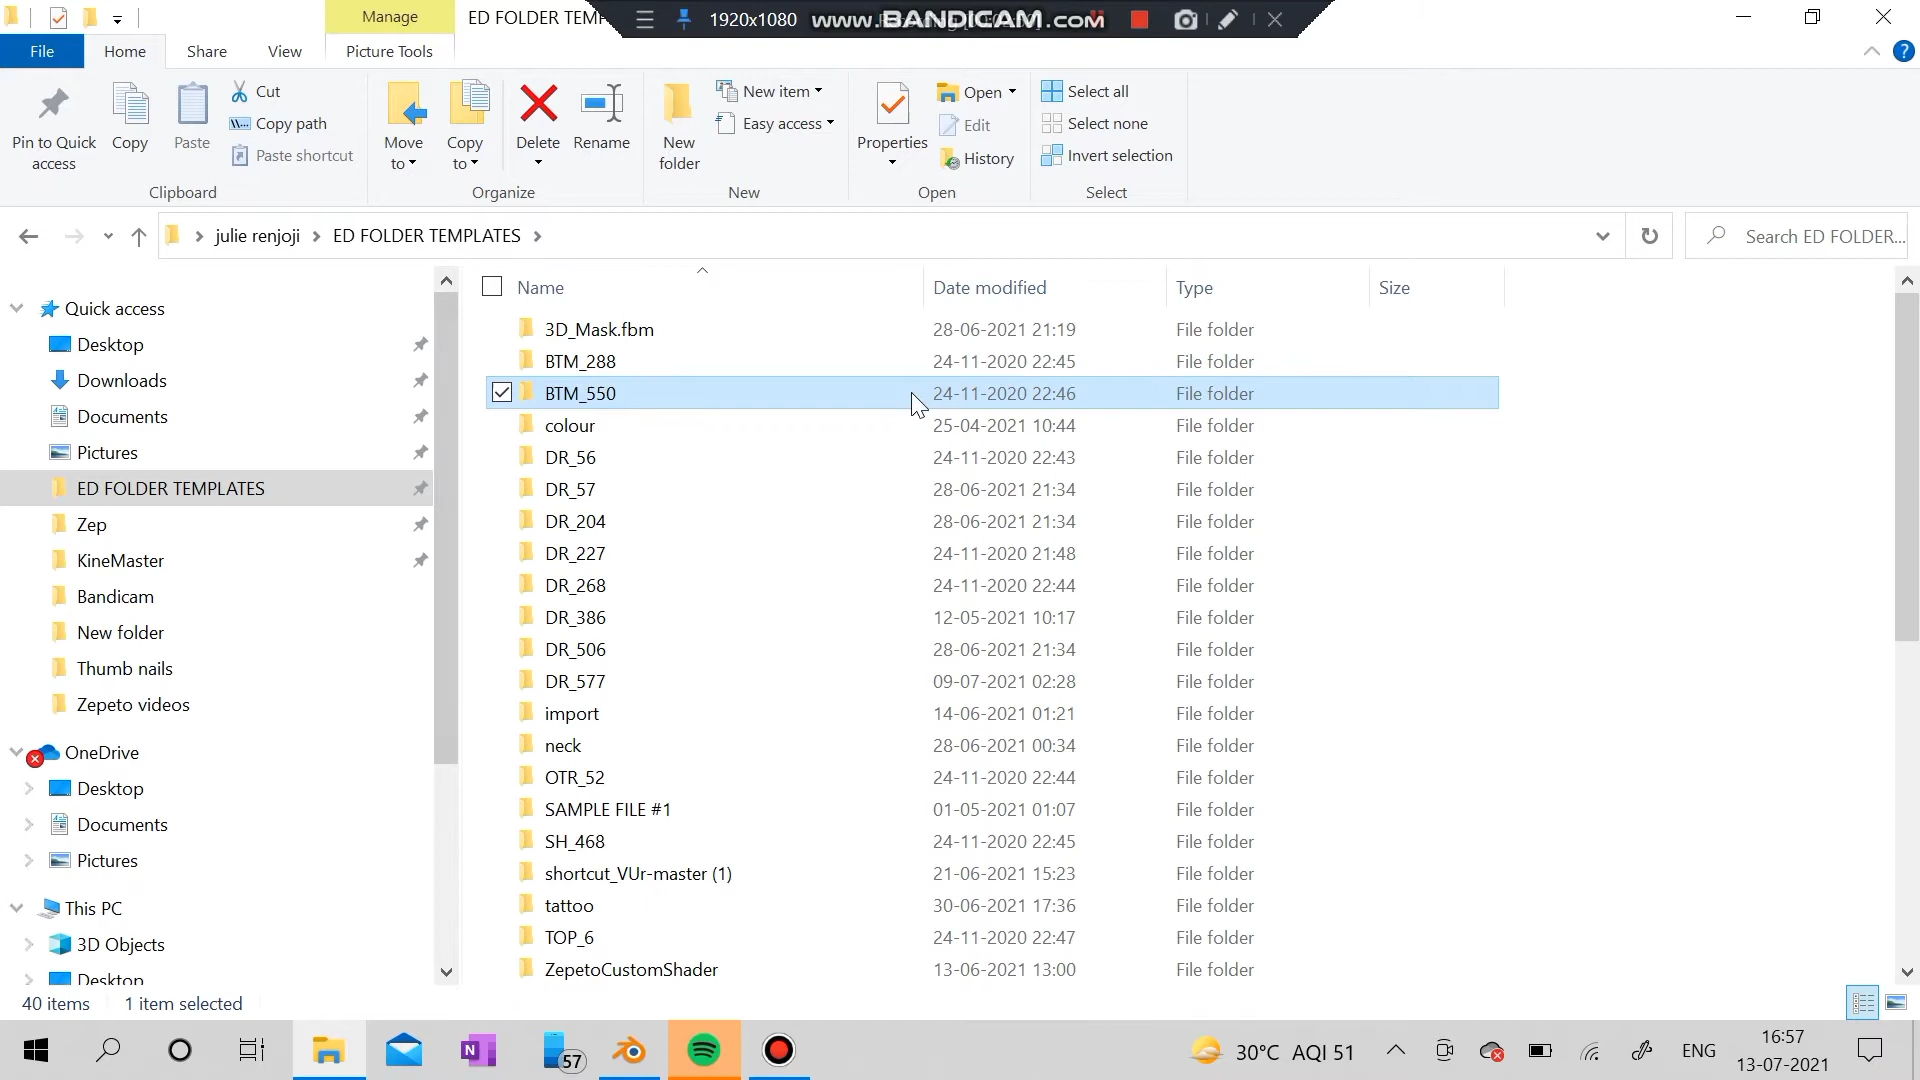 Manage
ED FOLDER TEMP
1920x1080
www.BANDICAM.com
File
Home
Share
View
Picture Tools
Pin to Quick access
Copy
Paste
Cut
Copy path
Paste shortcut
Clipboard
Move to
Copy to
Delete
Rename
Organize
New folder
New item
Easy access
New
Properties
Open
Edit
History
Open
Select all
Select none
Invert selection
Select
julie renjoji
ED FOLDER TEMPLATES
Search ED FOLDER...
Quick access
Desktop
Downloads
Documents
Pictures
ED FOLDER TEMPLATES
Zep
KineMaster
Bandicam
New folder
Thumb nails
Zepeto videos
OneDrive
Desktop
Documents
Pictures
This PC
3D Objects
Desktop
Name Date modified Type Size
3D_Mask.fbm 28-06-2021 21:19 File folder
BTM_288 24-11-2020 22:45 File folder
BTM_550 24-11-2020 22:46 File folder
colour 25-04-2021 10:44 File folder
DR_56 24-11-2020 22:43 File folder
DR_57 28-06-2021 21:34 File folder
DR_204 28-06-2021 21:34 File folder
DR_227 24-11-2020 21:48 File folder
DR_268 24-11-2020 22:44 File folder
DR_386 12-05-2021 10:17 File folder
DR_506 28-06-2021 21:34 File folder
DR_577 09-07-2021 02:28 File folder
import 14-06-2021 01:21 File folder
neck 28-06-2021 00:34 File folder
OTR_52 24-11-2020 22:44 File folder
SAMPLE FILE #1 01-05-2021 01:07 File folder
SH_468 24-11-2020 22:45 File folder
shortcut_VUr-master (1) 21-06-2021 15:23 File folder
tattoo 30-06-2021 17:36 File folder
TOP_6 24-11-2020 22:47 File folder
ZepetoCustomShader 13-06-2021 13:00 File folder
40 items 1 item selected
57
30°C AQI 51
ENG
16:57
13-07-2021